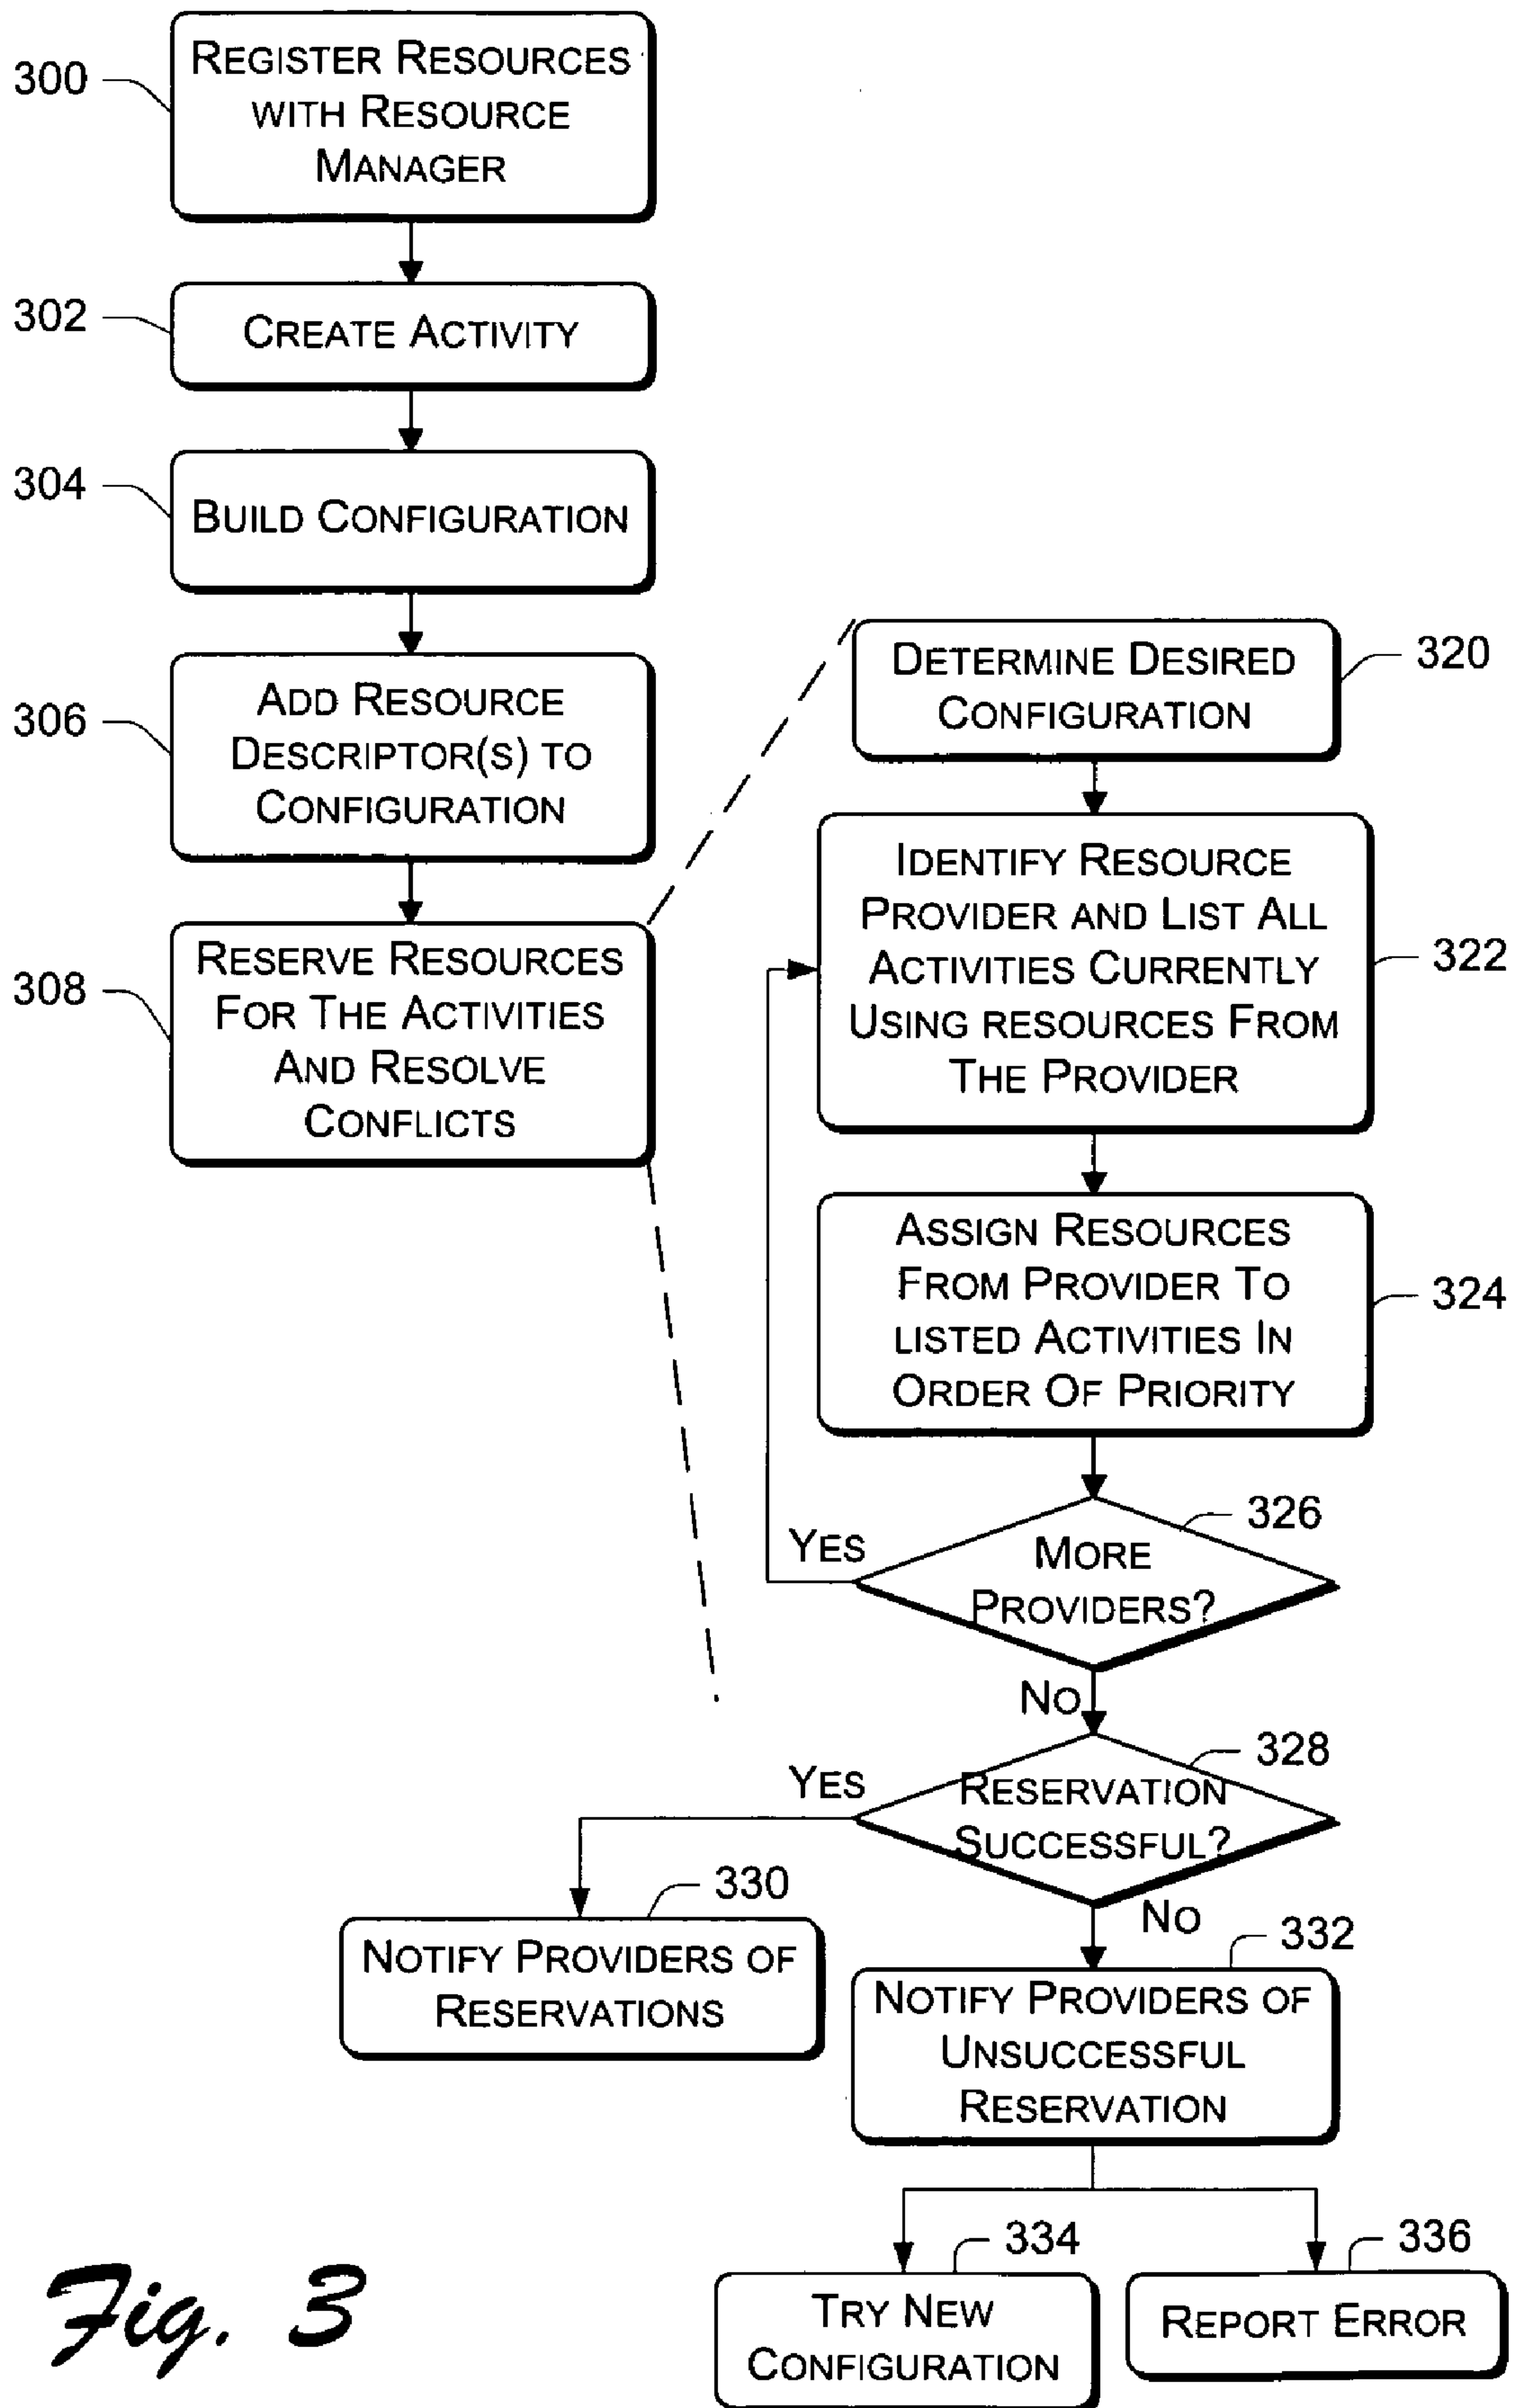 300
REGISTER RESOURCES
WITH RESOURCE
MANAGER
302
CREATE ACTIVITY
304
BUILD CONFIGURATION
306
ADD RESOURCE
DESCRIPTOR(S) TO
CONFIGURATION
308
RESERVE RESOURCES
FOR THE ACTIVITIES
AND RESOLVE
CONFLICTS
DETERMINE DESIRED
CONFIGURATION
320
IDENTIFY RESOURCE
PROVIDER AND LIST ALL
ACTIVITIES CURRENTLY
USING RESOURCES FROM
THE PROVIDER
322
ASSIGN RESOURCES
FROM PROVIDER TO
LISTED ACTIVITIES IN
ORDER OF PRIORITY
324
326
YES
MORE
PROVIDERS?
NO
328
YES
RESERVATION
SUCCESSFUL?
NO
330
NOTIFY PROVIDERS OF
RESERVATIONS
332
NOTIFY PROVIDERS OF
UNSUCCESSFUL
RESERVATION
334
TRY NEW
CONFIGURATION
336
REPORT ERROR
Fig. 3